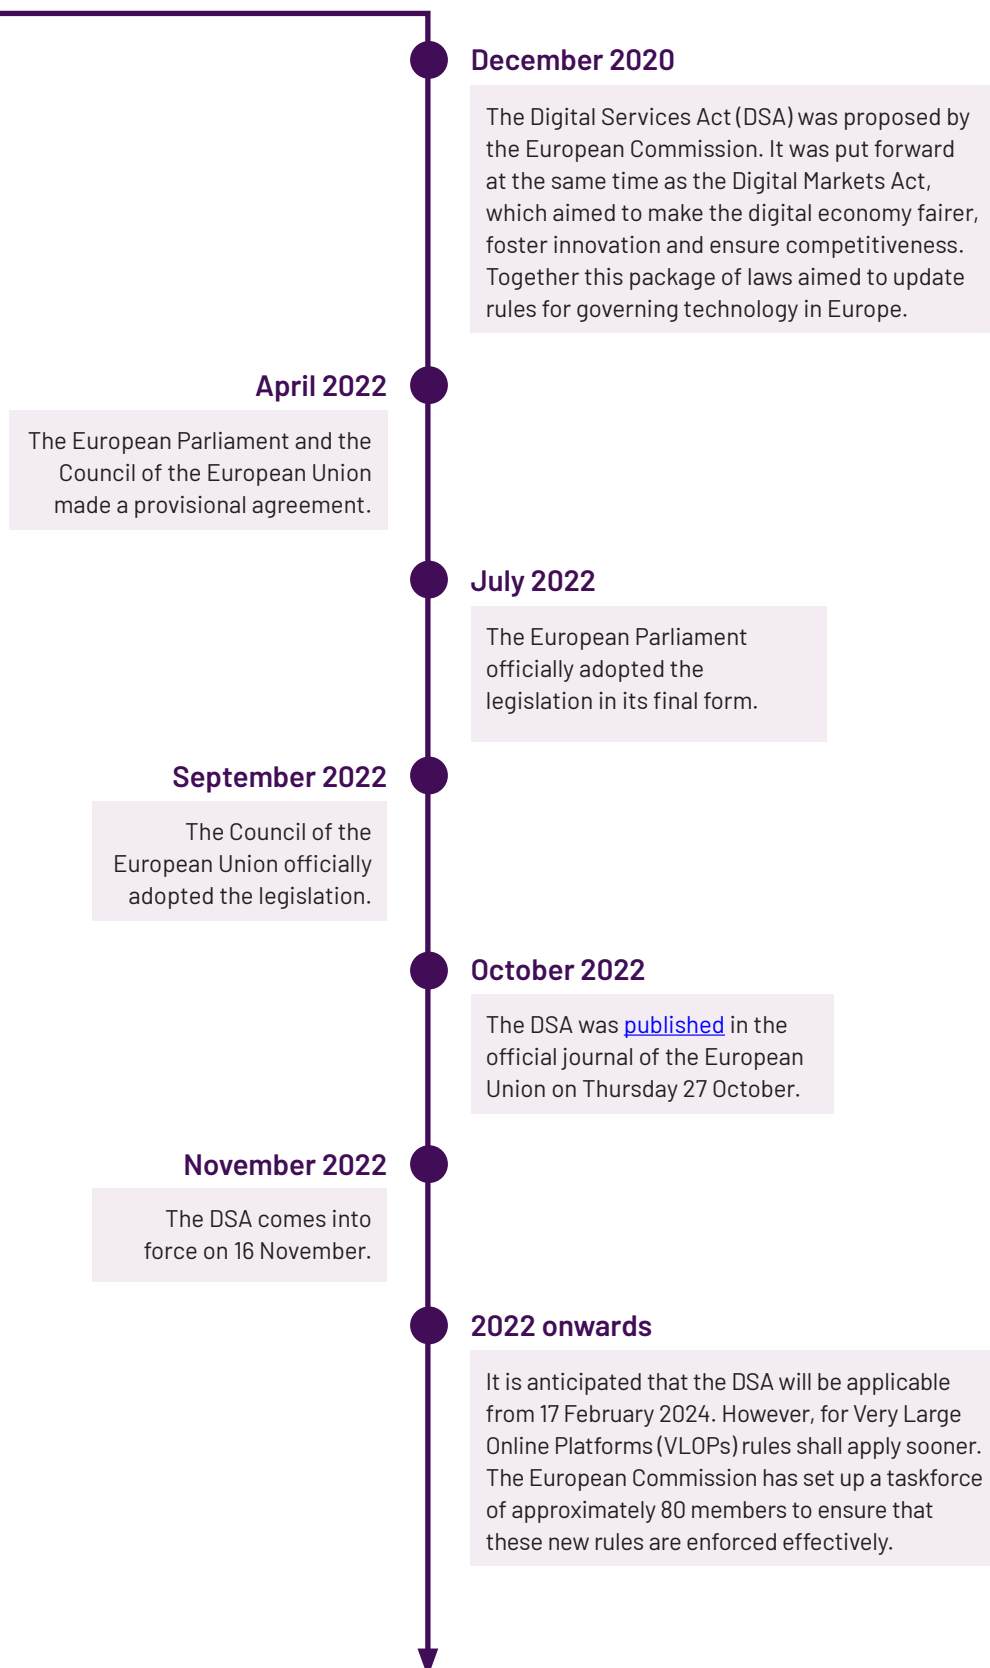 December 2020
The Digital Services Act (DSA) was proposed by
the European Commission. It was put forward
at the same time as the Digital Markets Act,
which aimed to make the digital economy fairer,
foster innovation and ensure competitiveness.
Together this package of laws aimed to update
rules for governing technology in Europe.
April 2022
The European Parliament and the
Council of the European Union
made a provisional agreement.
July 2022
The European Parliament
officially adopted the
legislation in its final form.
September 2022
The Council of the
European Union officially
adopted the legislation.
October 2022
The DSA was published in the
official journal of the European
Union on Thursday 27 October.
November 2022
The DSA comes into
force on 16 November.
2022 onwards
It is anticipated that the DSA will be applicable
from 17 February 2024. However, for Very Large
Online Platforms (VLOPs) rules shall apply sooner.
The European Commission has set up a taskforce
of approximately 80 members to ensure that
these new rules are enforced effectively.